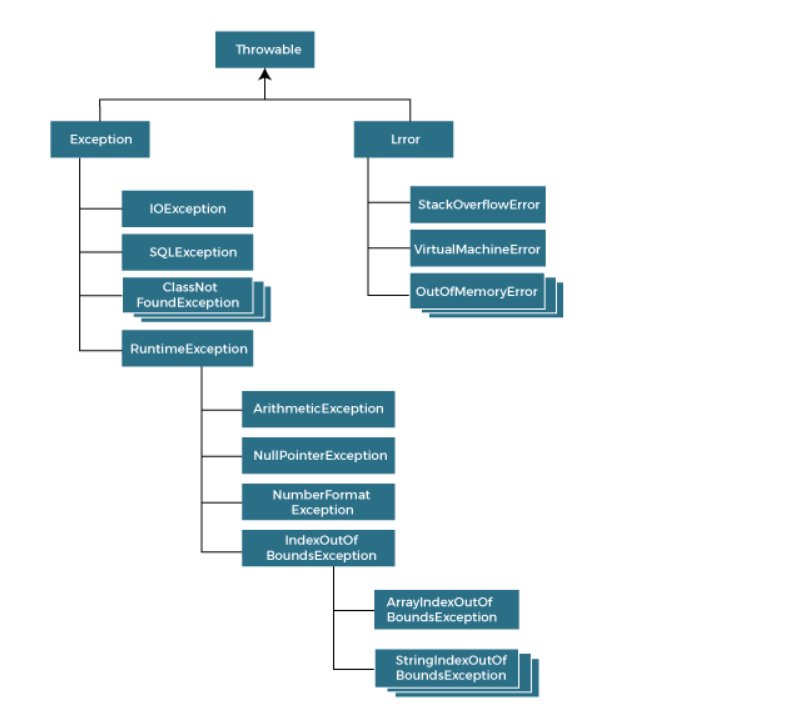 Throwable
Exception
Lrror
IOException
SQLException
ClassNot
FoundException
RuntimeException
StackOverflowError
VirtualMachineError
OutOfMemoryError
ArithmeticException
NullPointerException
NumberFormat
Exception
IndexOutOf
BoundsException
ArrayIndexOutOf
BoundsException
StringIndexOutOf
BoundsException